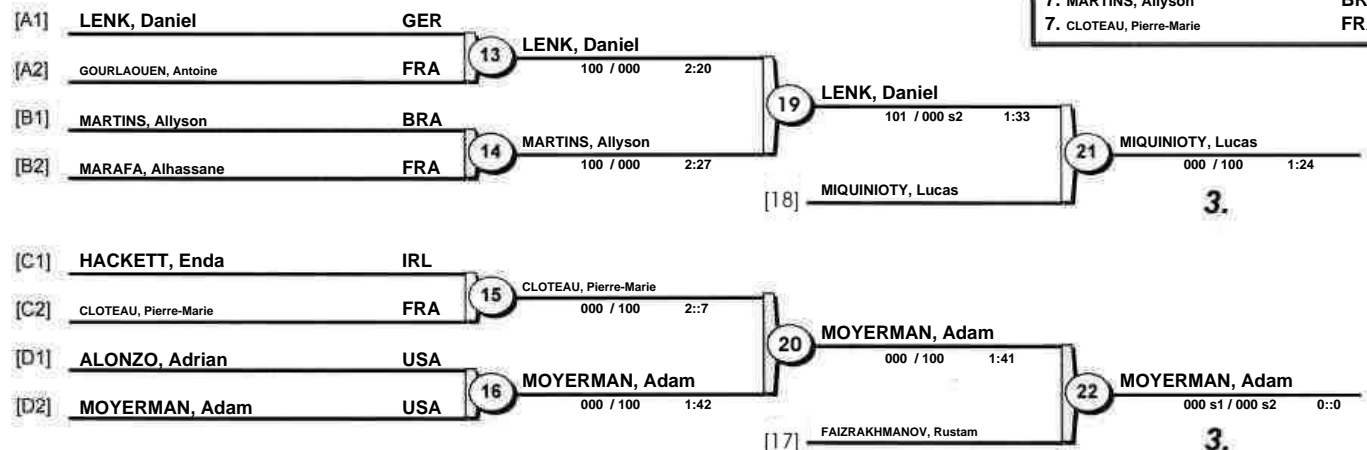 7. MARTINS, Allyson BR
7. CLOTEAU, Pierre-Marie FR
[A1] LENK, Daniel GER
13 LENK, Daniel
100 / 000 2:20
[A2] GOURLAOUEN, Antoine FRA
19 LENK, Daniel
101 / 000 s2 1:33
[B1] MARTINS, Allyson BRA
14 MARTINS, Allyson
100 / 000 2:27
[B2] MARAFA, Alhassane FRA
21 MIQUINIOTY, Lucas
000 / 100 1:24
[18] MIQUINIOTY, Lucas
3.
[C1] HACKETT, Enda IRL
15 CLOTEAU, Pierre-Marie
000 / 100 2::7
[C2] CLOTEAU, Pierre-Marie FRA
20 MOYERMAN, Adam
000 / 100 1:41
[D1] ALONZO, Adrian USA
16 MOYERMAN, Adam
000 / 100 1:42
[D2] MOYERMAN, Adam USA
22 MOYERMAN, Adam
000 s1 / 000 s2 0::0
[17] FAIZRAKHMANOV, Rustam
3.